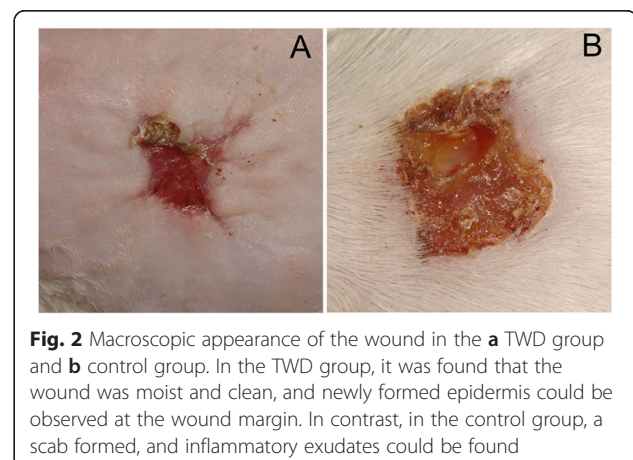 A
B
Fig. 2 Macroscopic appearance of the wound in the a TWD group
and b control group. In the TWD group, it was found that the
wound was moist and clean, and newly formed epidermis could be
observed at the wound margin. In contrast, in the control group, a
scab formed, and inflammatory exudates could be found